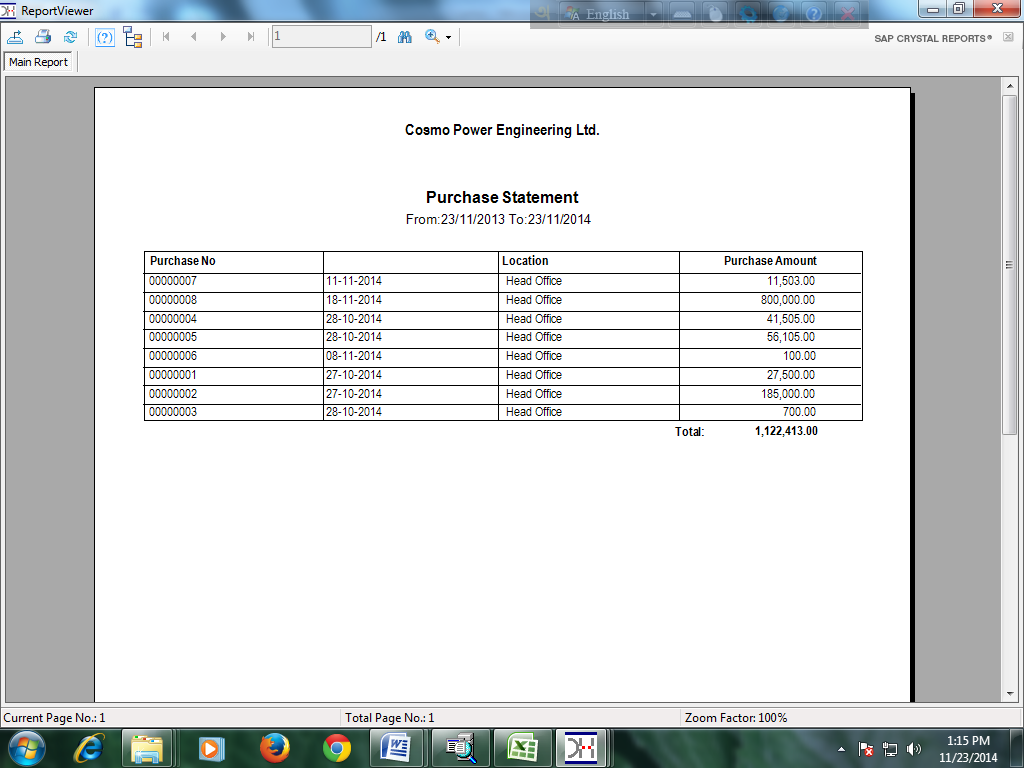 ReportViewer
English
1
/1
SAP CRYSTAL REPORTS®
Main Report
Cosmo Power Engineering Ltd.
Purchase Statement
From:23/11/2013 To:23/11/2014
Purchase No Location Purchase Amount
00000007 11-11-2014 Head Office 11,503.00
00000008 18-11-2014 Head Office 800,000.00
00000004 28-10-2014 Head Office 41,505.00
00000005 28-10-2014 Head Office 56,105.00
00000006 08-11-2014 Head Office 100.00
00000001 27-10-2014 Head Office 27,500.00
00000002 27-10-2014 Head Office 185,000.00
00000003 28-10-2014 Head Office 700.00
Total: 1,122,413.00
Current Page No.: 1 Total Page No.: 1 Zoom Factor: 100%
1:15 PM
11/23/2014